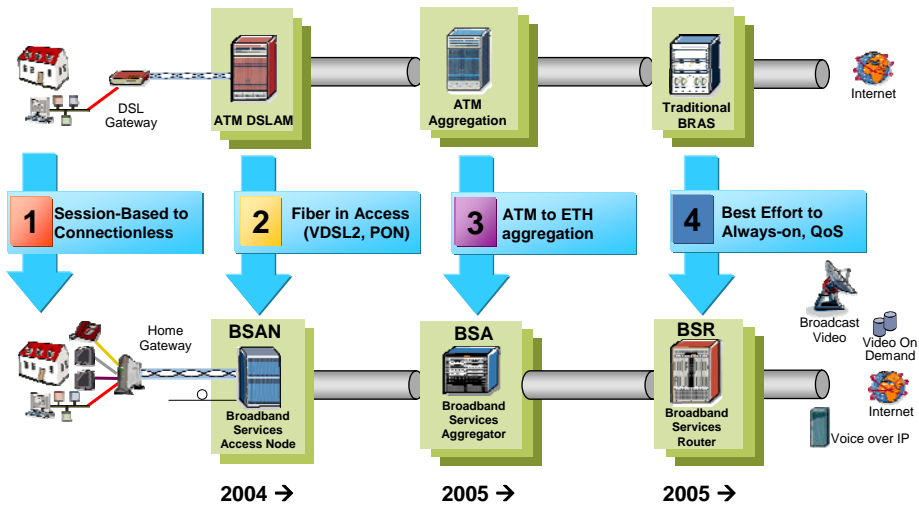 DSL
Gateway
ATM DSLAM
ATM
Aggregation
Traditional
BRAS
Internet
1
Session-Based to
Connectionless
2
Fiber in Access
(VDSL2, PON)
3
ATM to ETH
aggregation
4
Best Effort to
Always-on, QoS
Home
Gateway
BSAN
Broadband
Services
Access Node
BSA
Broadband
Services
Aggregator
BSR
Broadband
Services
Router
Broadcast
Video
Video On
Demand
Internet
Voice over IP
2004 →
2005 →
2005 →